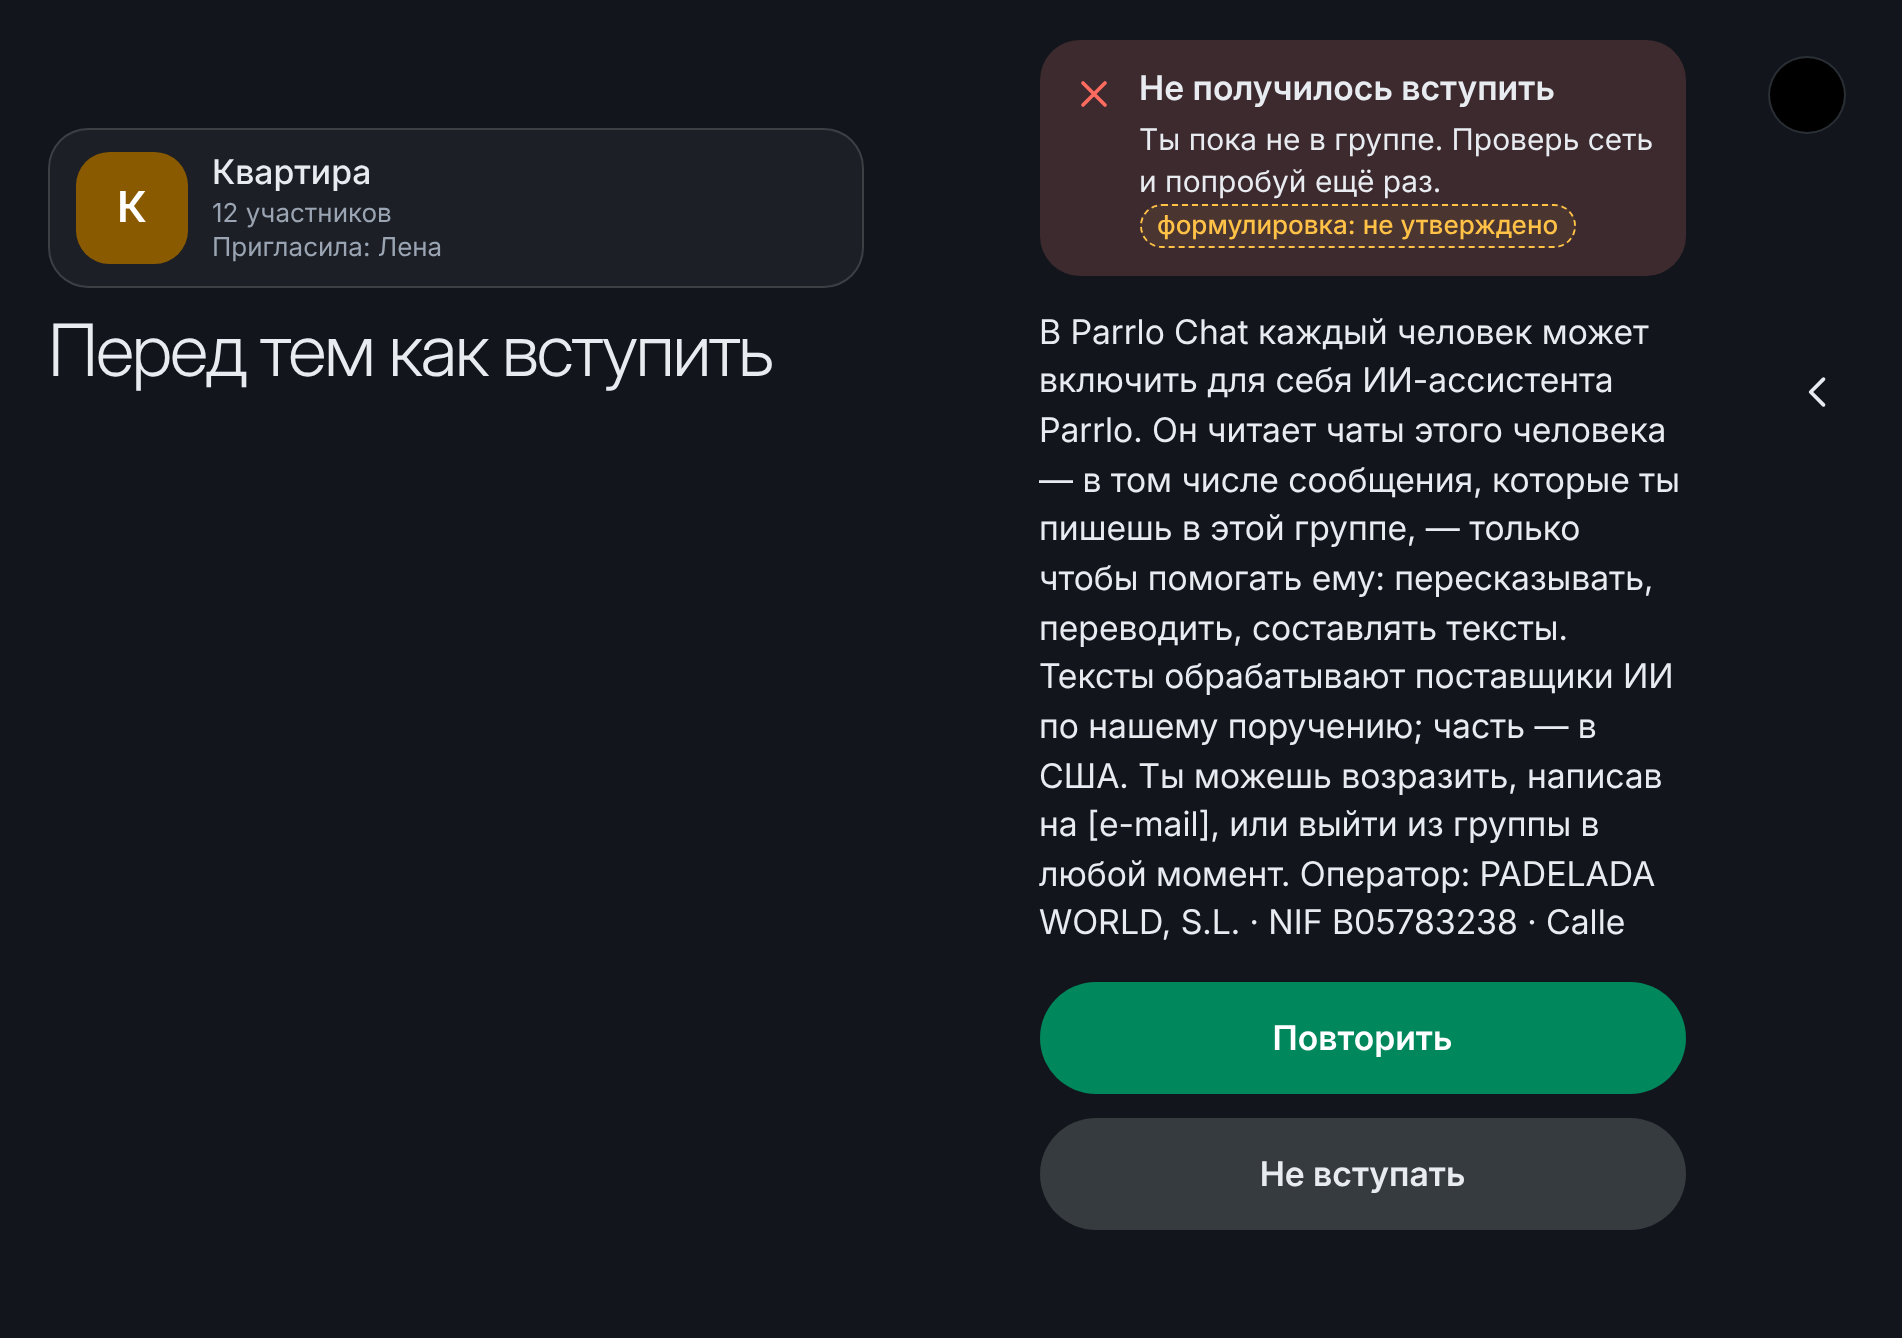 К
Квартира
12 участников
Пригласила: Лена
Перед тем как вступить
Не получилось вступить
Ты пока не в группе. Проверь сеть
и попробуй ещё раз.
формулировка: не утверждено
В Parrlo Chat каждый человек может
включить для себя ИИ-ассистента
Parrlo. Он читает чаты этого человека
— в том числе сообщения, которые ты
пишешь в этой группе, — только
чтобы помогать ему: пересказывать,
переводить, составлять тексты.
Тексты обрабатывают поставщики ИИ
по нашему поручению; часть — в
США. Ты можешь возразить, написав
на [e-mail], или выйти из группы в
любой момент. Оператор: PADELADA
WORLD, S.L. · NIF B05783238 · Calle
Повторить
Не вступать